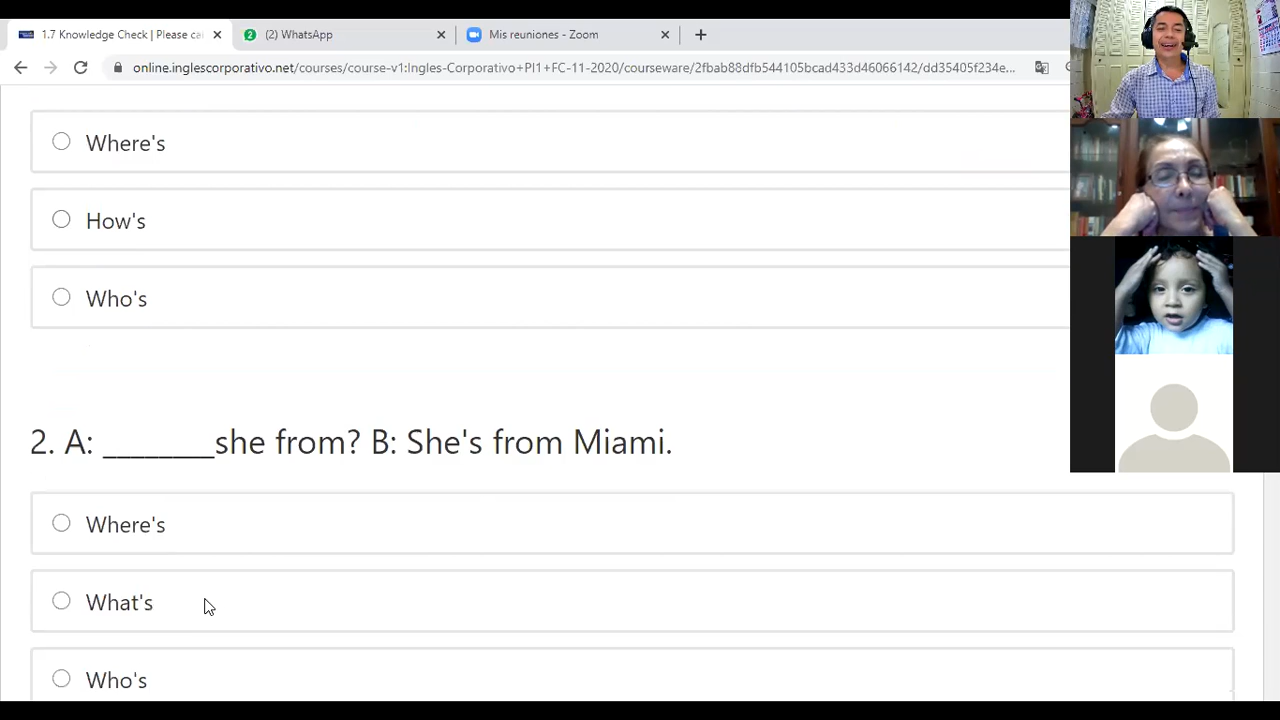 1.7 Knowledge Check | Please ca
2 (2) WhatsApp
Mis reuniones - Zoom
online.inglescorporativo.net/courses/course-v1:Ingles-Corporativo+PI1+FC-11-2020/courseware/2fbab88dfb544105bcad433d46066142/dd35405f234e...
Where's
How's
Who's
2. A: ________she from? B: She's from Miami.
Where's
What's
Who's